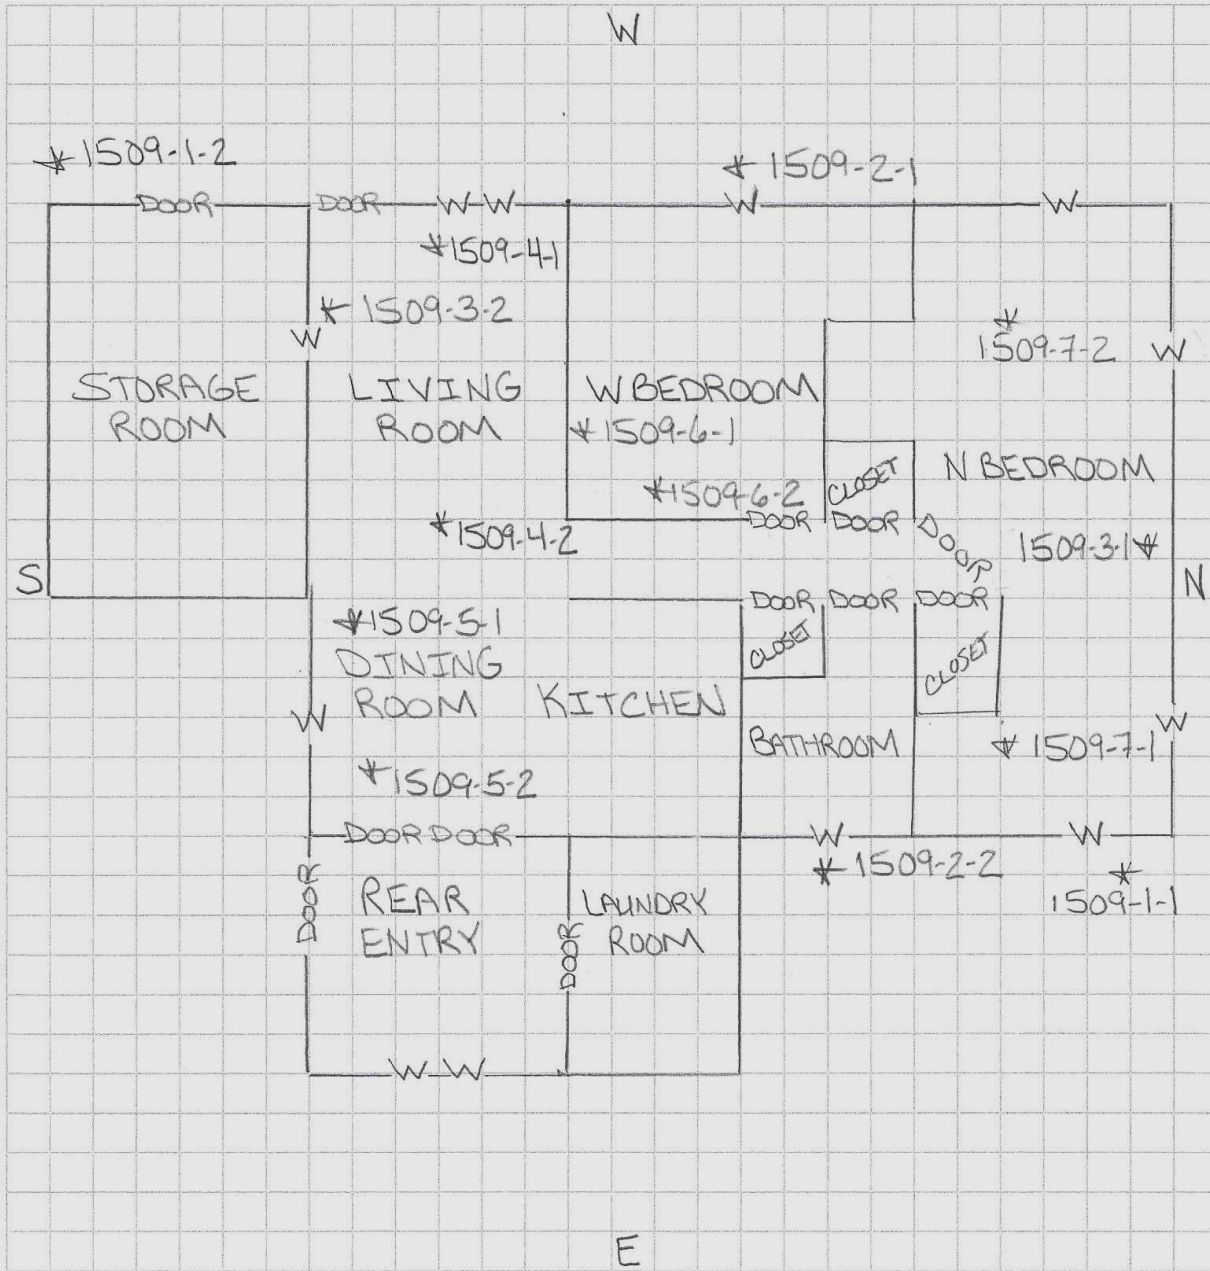 W
* 1509-1-2
* 1509-2-1
DOOR
DOOR
W W
W
W
*1509-4-1
* 1509-3-2
W
*
1509-7-2
W
STORAGE
ROOM
LIVING
ROOM
W BEDROOM
* 1509-6-1
N BEDROOM
CLOSET
*1509-6-2
DOOR
DOOR
DOOR
*1509-4-2
1509-3-1*
S
N
DOOR
DOOR
DOOR
*1509-5-1
DINING
ROOM
CLOSET
CLOSET
KITCHEN
W
W
BATHROOM
* 1509-7-1
*1509-5-2
DOOR DOOR
W
W
* 1509-2-2
*
1509-1-1
DOOR
REAR
ENTRY
DOOR
LAUNDRY
ROOM
W W
E